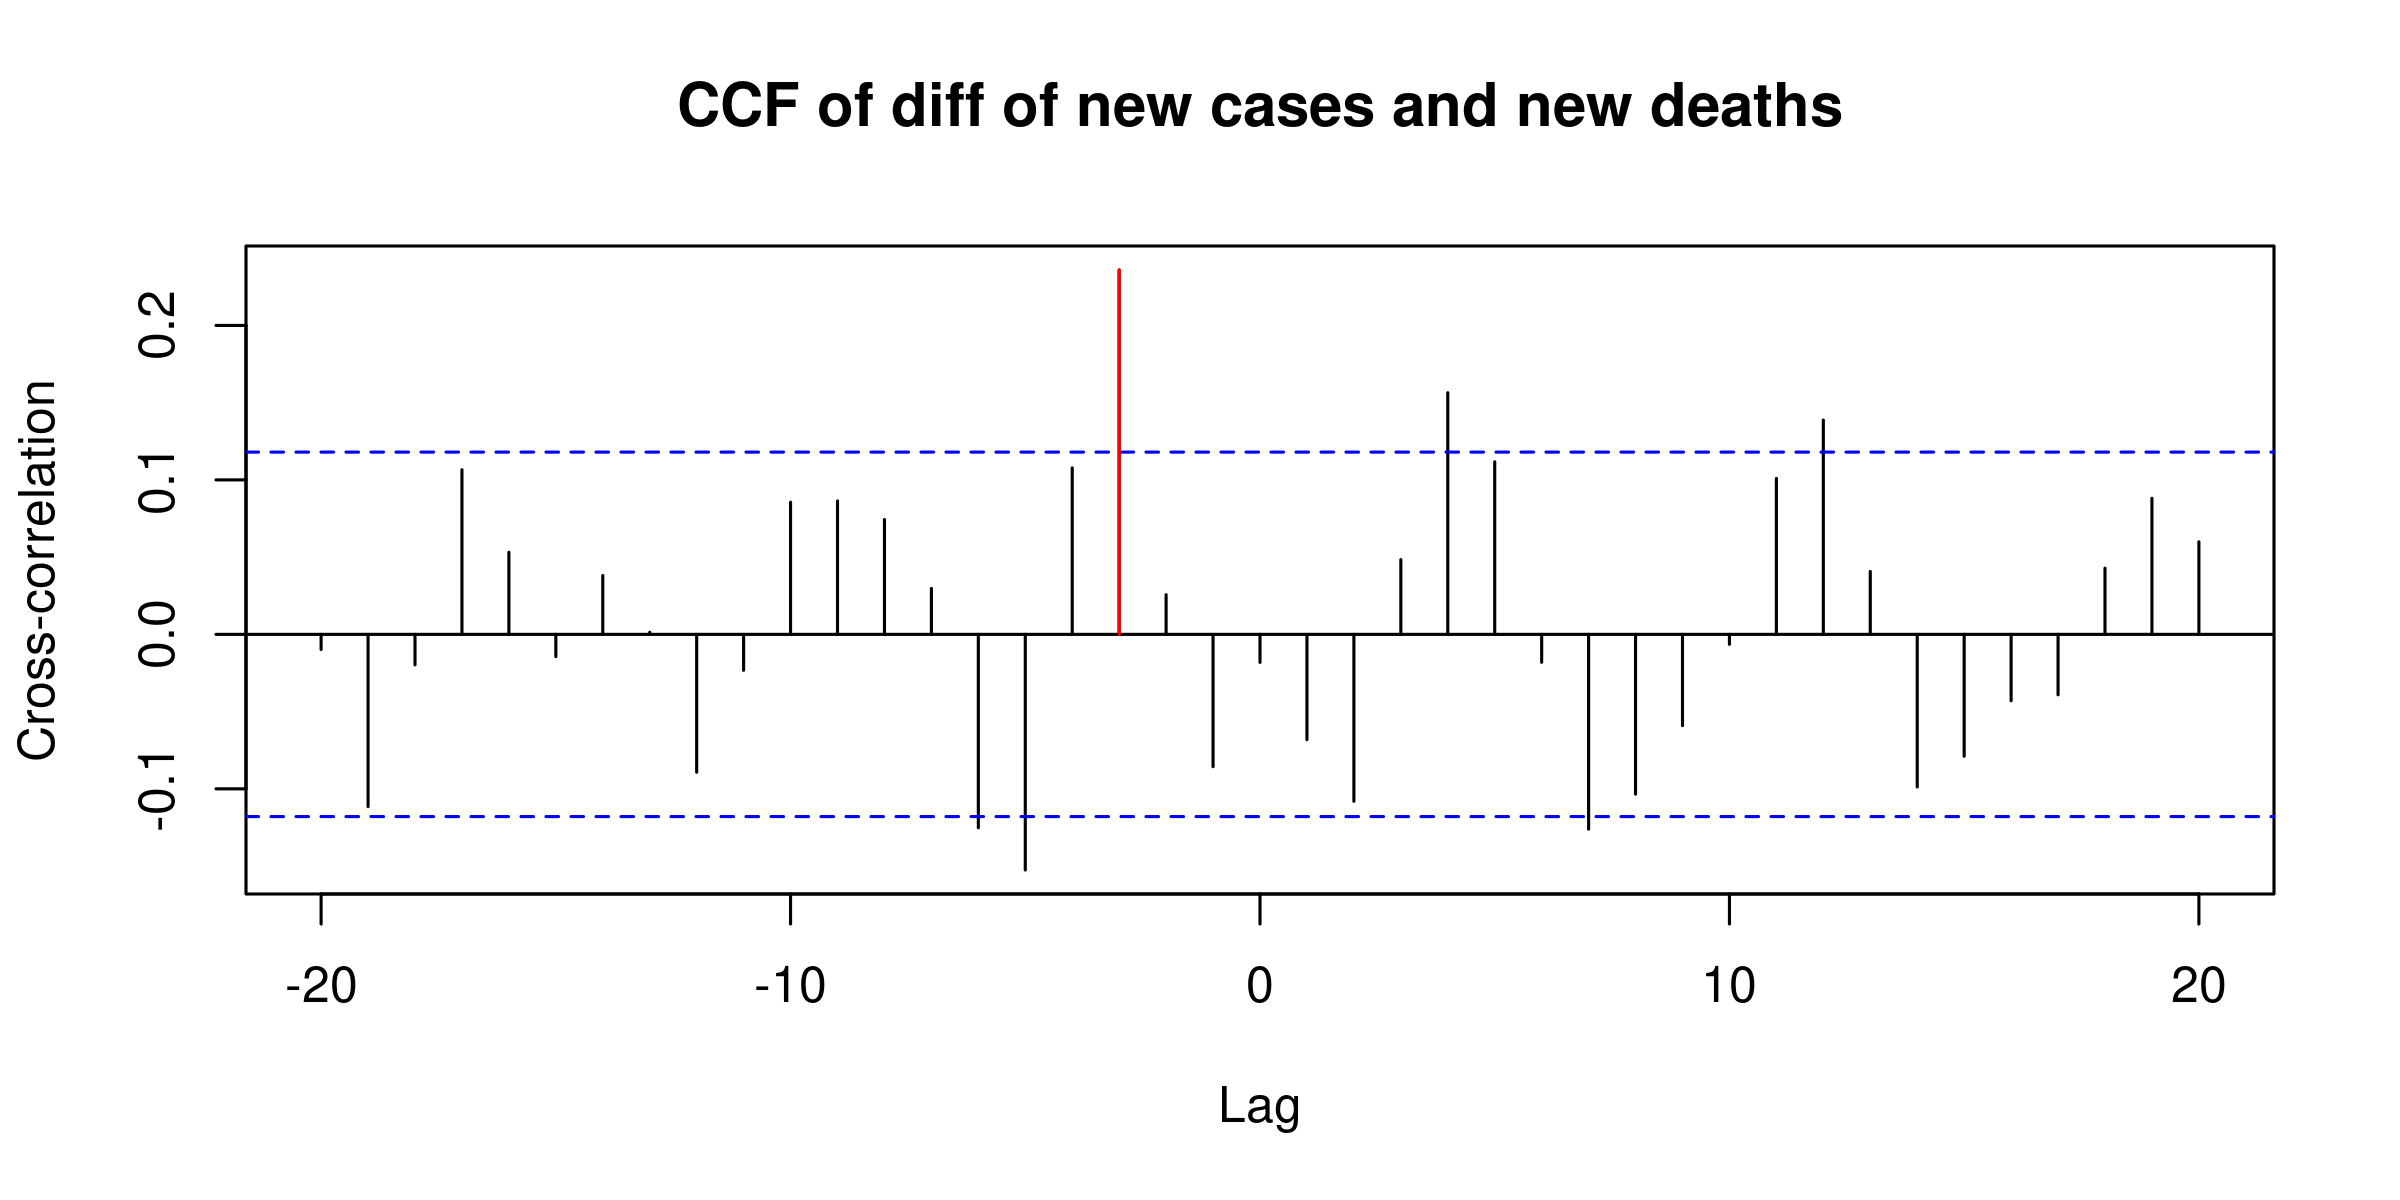 CCF of diff of new cases and new deaths
Cross-correlation
0.2
0.1
0.0
-0.1
-20 -10 0 10 20
Lag